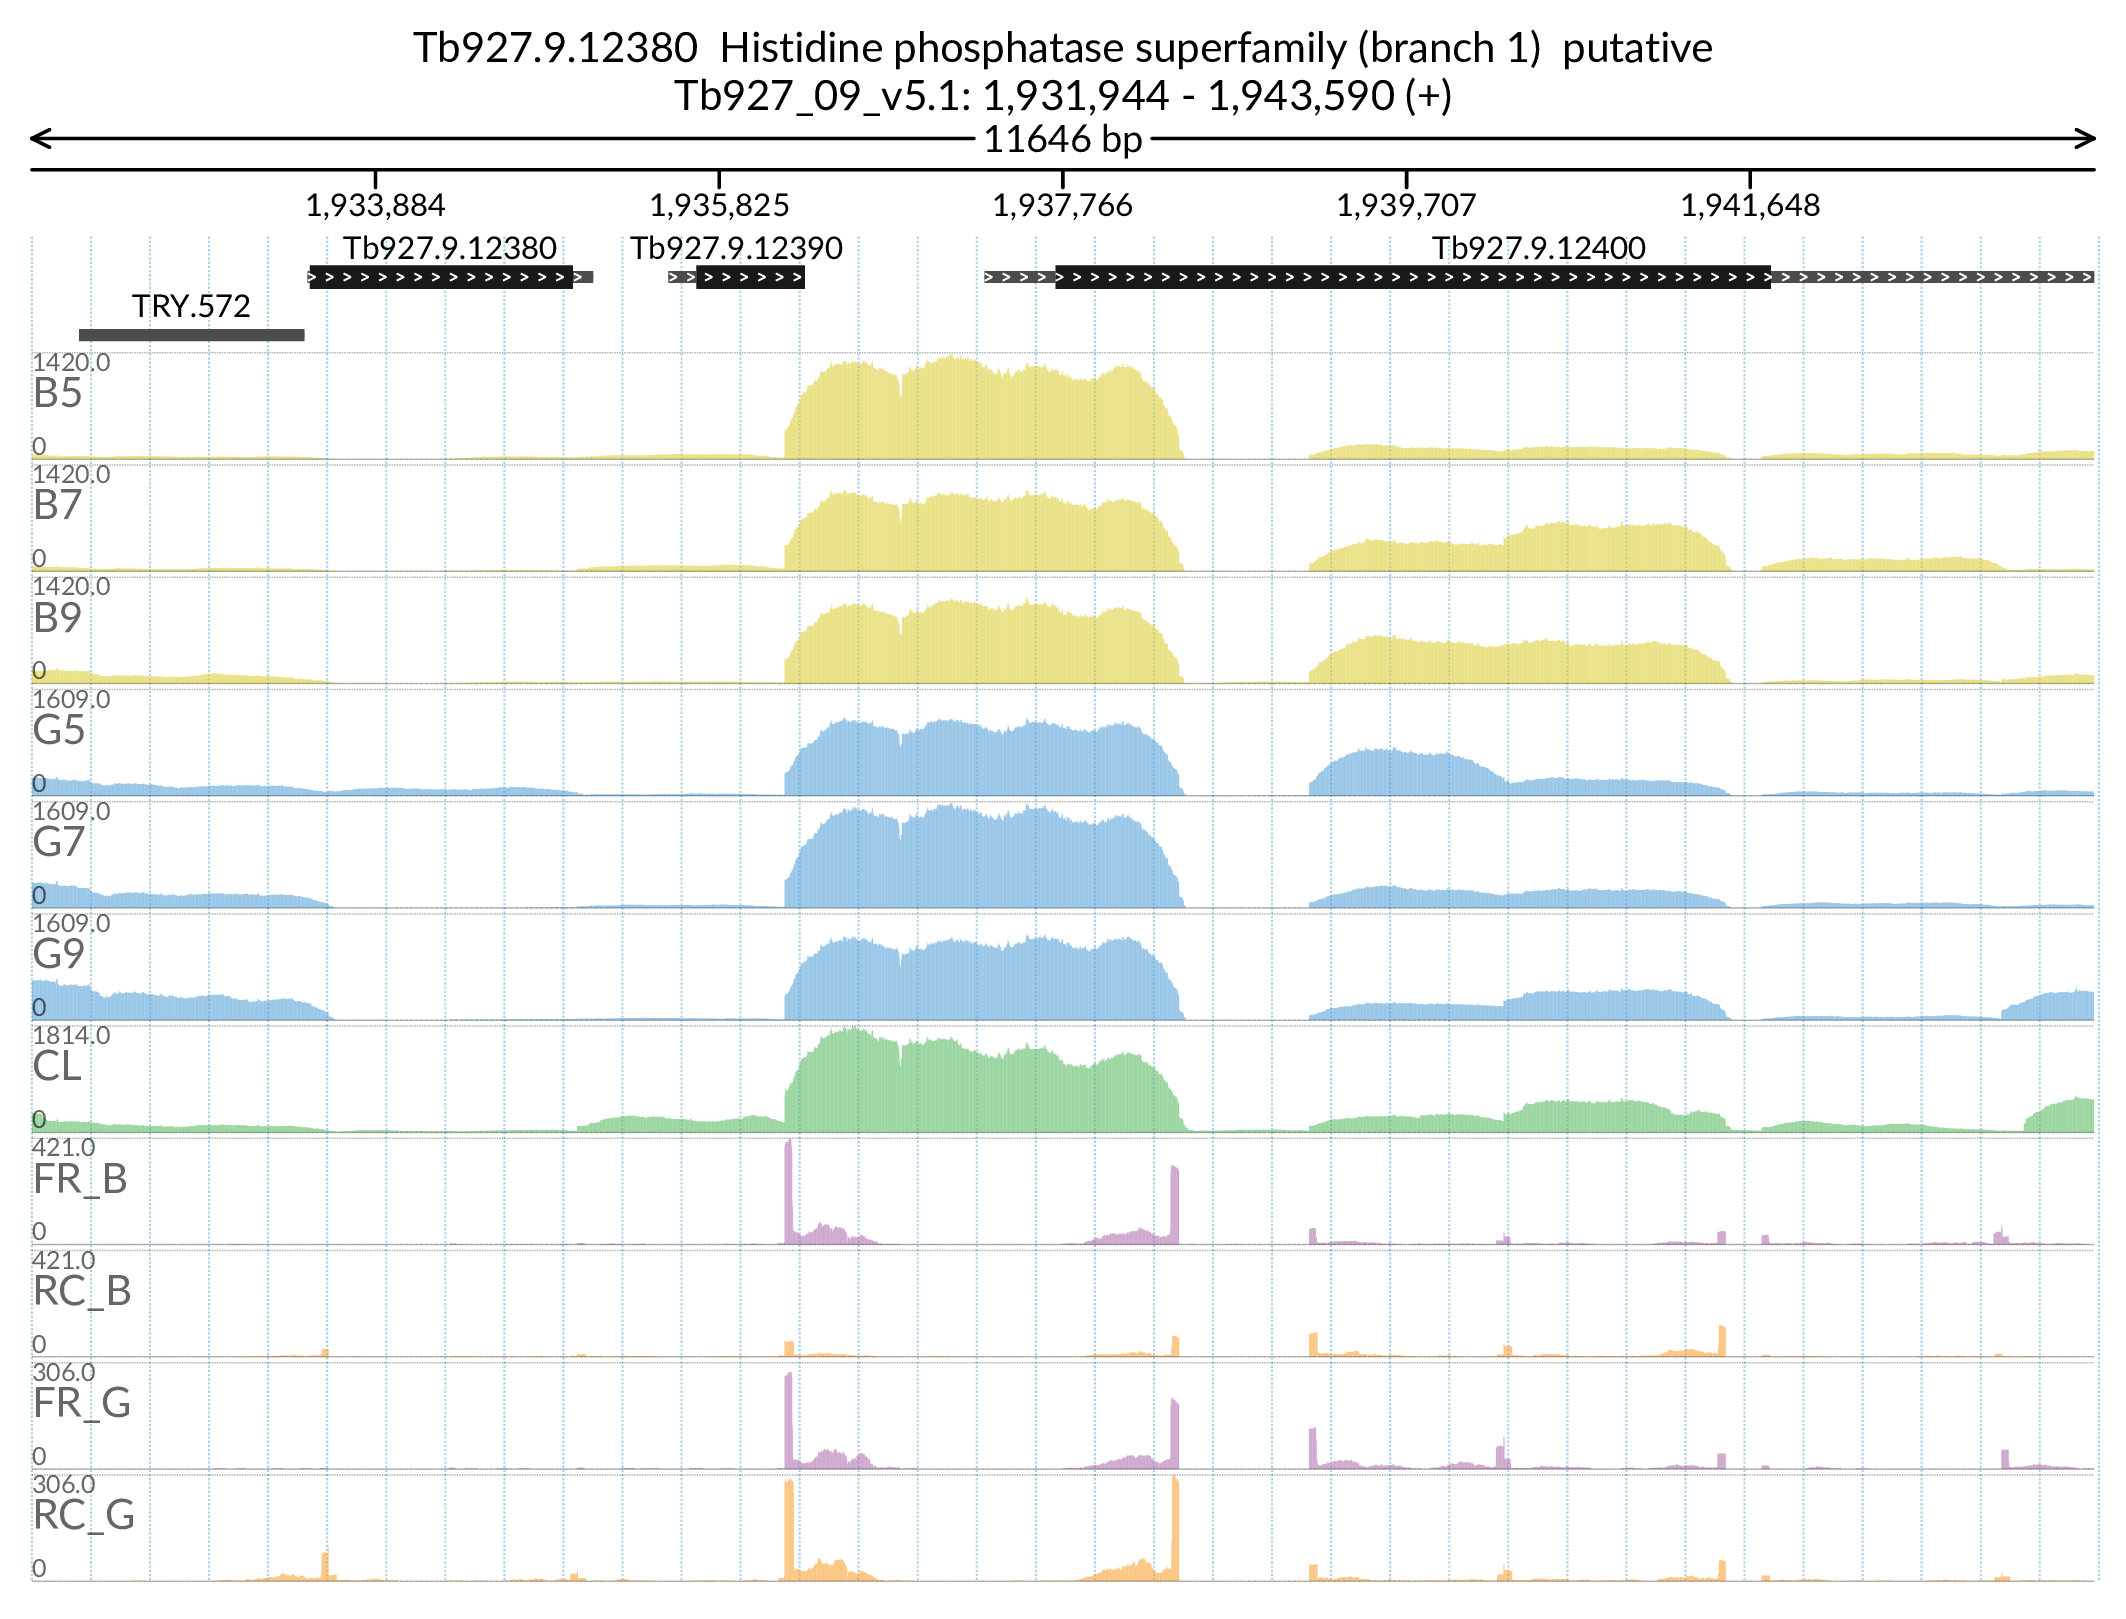 Tb927.9.12380  Histidine phosphatase superfamily (branch 1)  putative
Tb927_09_v5.1: 1,931,944 - 1,943,590 (+)
11646 bp
1,933,884 1,935,825 1,937,766 1,939,707 1,941,648
Tb927.9.12380 Tb927.9.12390 Tb927.9.12400
TRY.572
1420.0
B5
0
1420.0
B7
0
1420.0
B9
0
1609.0
G5
0
1609.0
G7
0
1609.0
G9
0
1814.0
CL
0
421.0
FR_B
0
421.0
RC_B
0
306.0
FR_G
0
306.0
RC_G
0